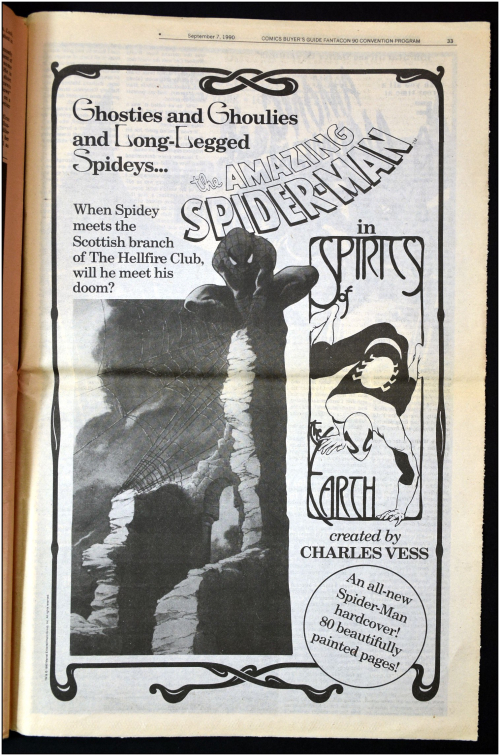 September 7, 1990
COMICS BUYER'S GUIDE FANTACON 90 CONVENTION PROGRAM
33
Ghosties and Ghoulies
and Long-Legged
Spideys...
the AMAZING
SPIDER-MAN
When Spidey
meets the
Scottish branch
of The Hellfire Club,
will he meet his
doom?
in
SPIRITS
of
EARTH
created by
CHARLES VESS
An all-new
Spider-Man
hardcover!
80 beautifully
painted pages!